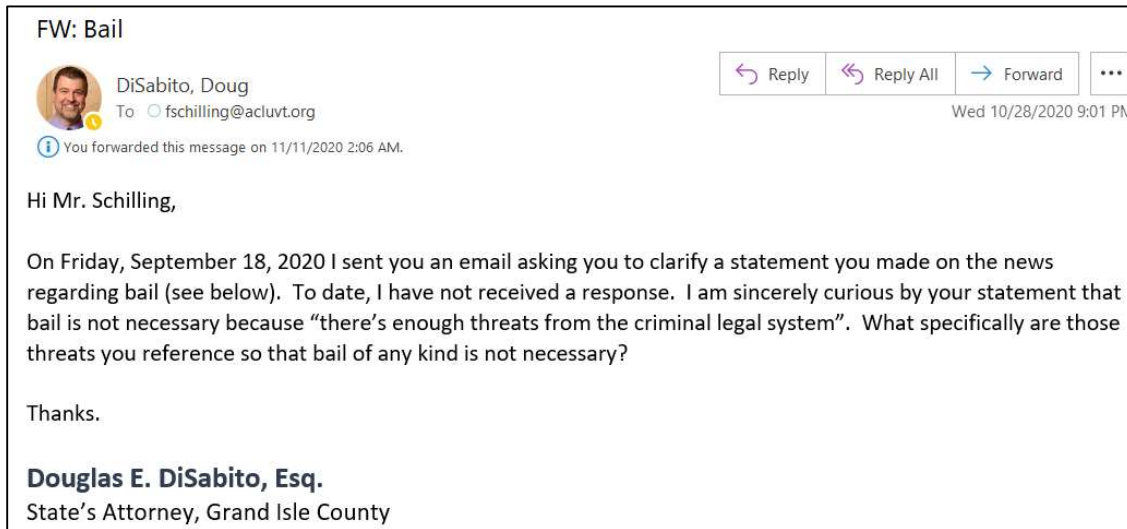 FW: Bail
DiSabito, Doug
To fschilling@acluvt.org
Reply Reply All Forward ...
Wed 10/28/2020 9:01 PM
You forwarded this message on 11/11/2020 2:06 AM.
Hi Mr. Schilling,
On Friday, September 18, 2020 I sent you an email asking you to clarify a statement you made on the news
regarding bail (see below).  To date, I have not received a response.  I am sincerely curious by your statement that
bail is not necessary because “there’s enough threats from the criminal legal system”.  What specifically are those
threats you reference so that bail of any kind is not necessary?
Thanks.
Douglas E. DiSabito, Esq.
State’s Attorney, Grand Isle County